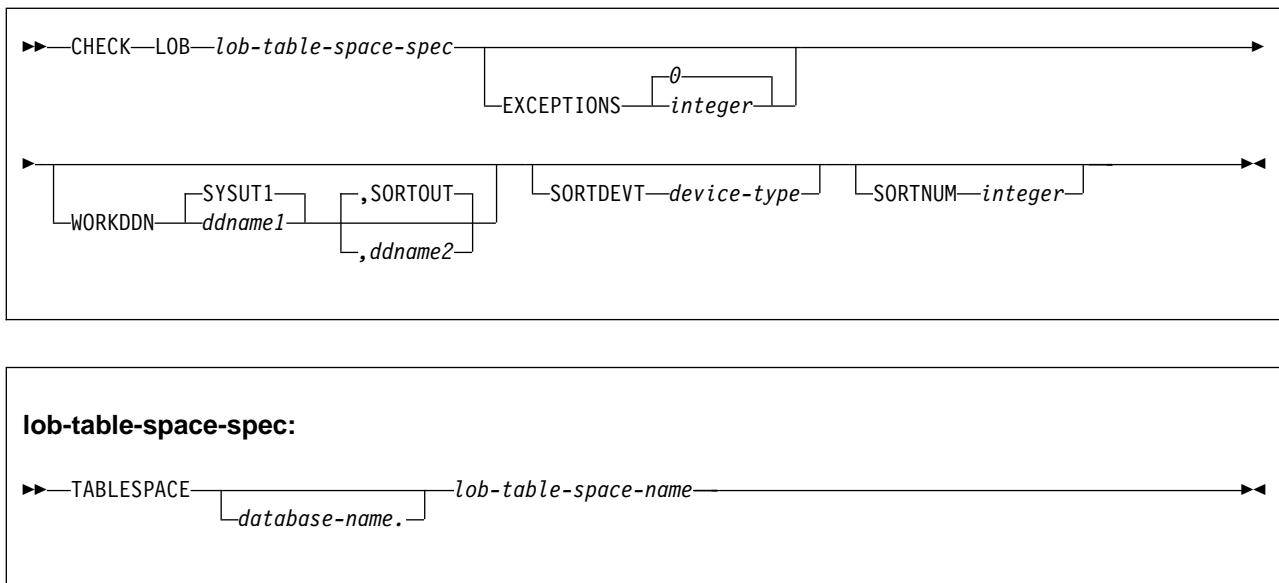 CHECK LOB lob-table-space-spec
0
EXCEPTIONS integer
SYSUT1 ,SORTOUT SORTDEVT device-type SORTNUM integer
WORKDDN ddname1
,ddname2
lob-table-space-spec:
TABLESPACE lob-table-space-name
database-name.